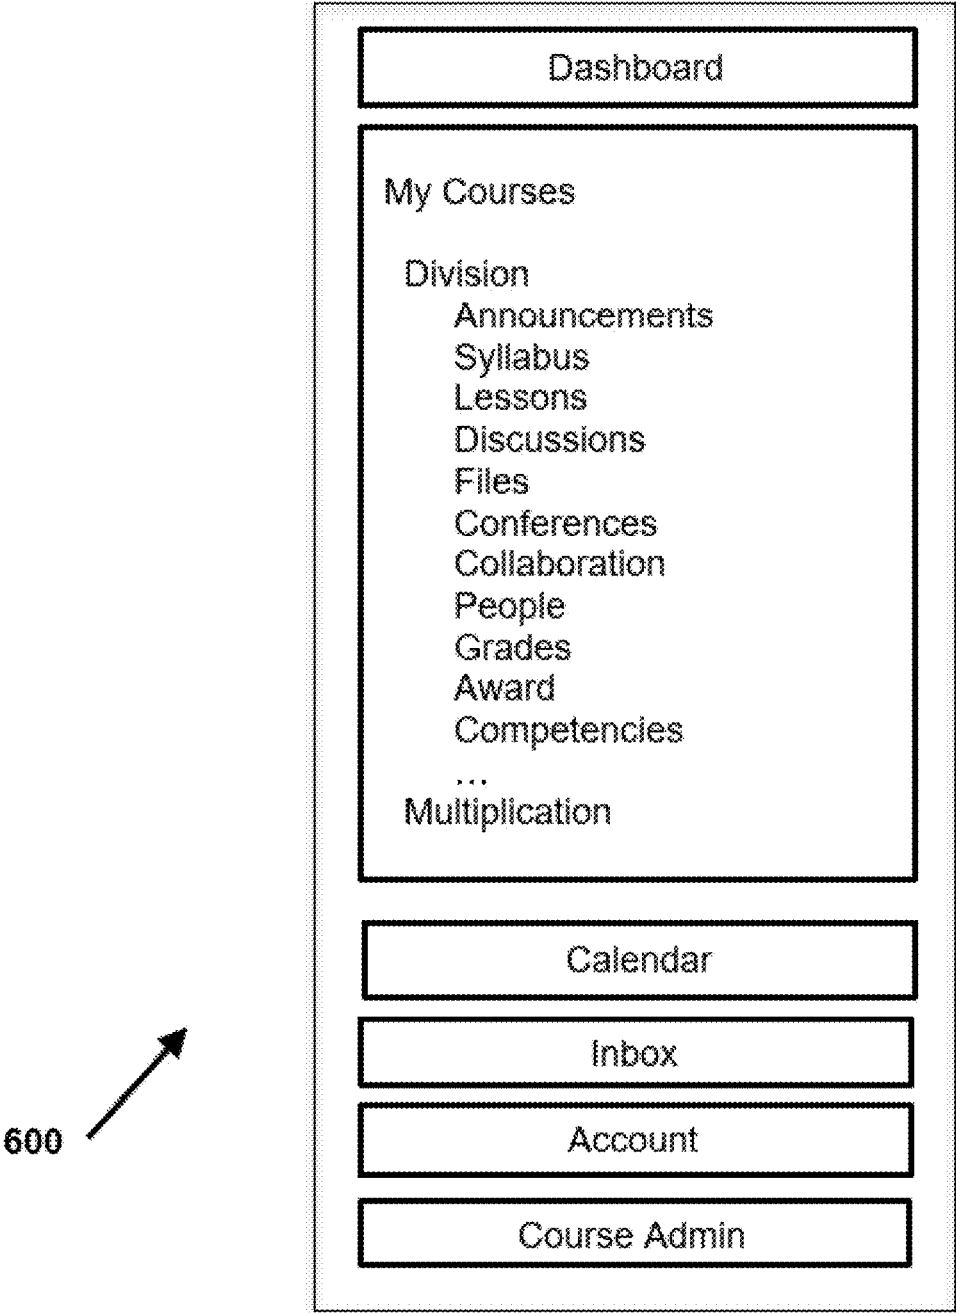 Dashboard
My Courses
Division
Announcements
Syllabus
Lessons
Discussions
Files
Conferences
Collaboration
People
Grades
Award
Competencies
...
Multiplication
Calendar
Inbox
Account
600
Course Admin